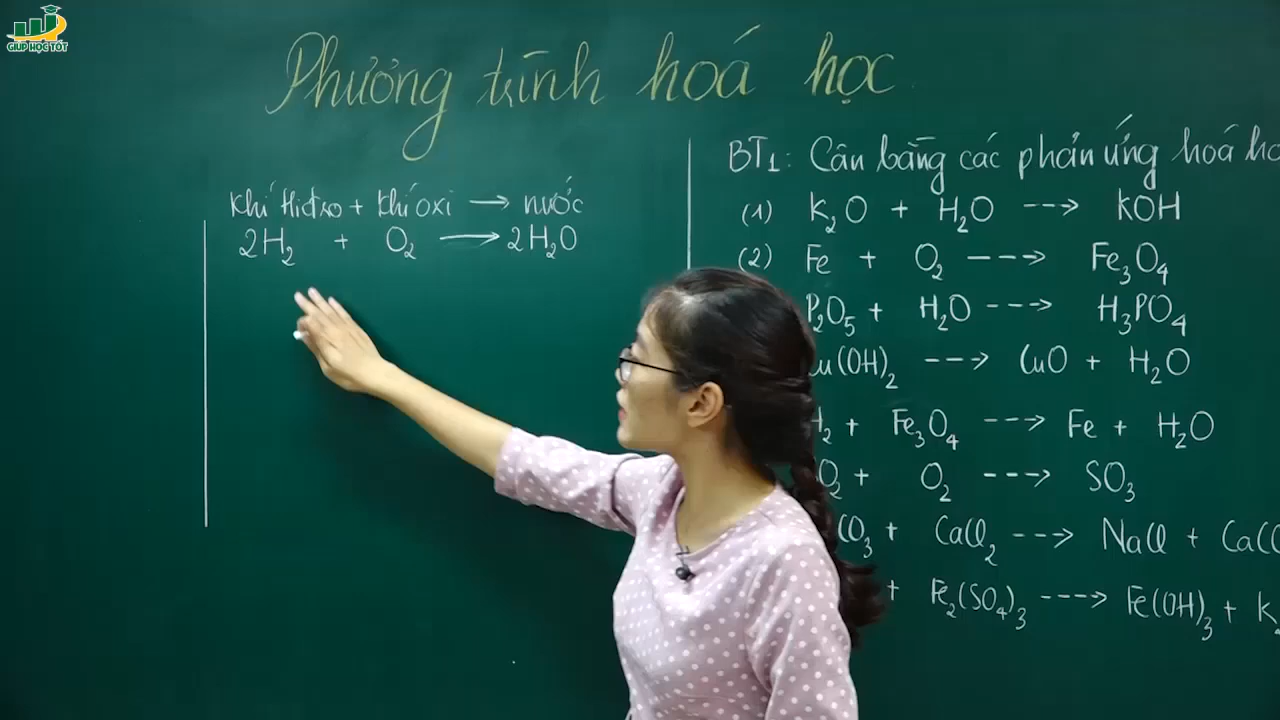 GIÚP HỌC TỐT
Phương trình hoá học
Khí Hiđro + Khí oxi → nước
2H₂ + O₂ → 2H₂O
BT1: Cân bằng các phản ứng hoá
(1) K₂O + H₂O ---> KOH
(2) Fe + O₂ ---> Fe₃O₄
P₂O₅ + H₂O ---> H₃PO₄
(OH)₂ ---> CuO + H₂O
+ Fe₃O₄ ---> Fe + H₂O
O₂ + O₂ ---> SO₃
CO₃ + CaCl₂ ---> NaCl +
+ Fe₂(SO₄)₃ ---> Fe(OH)₃ +